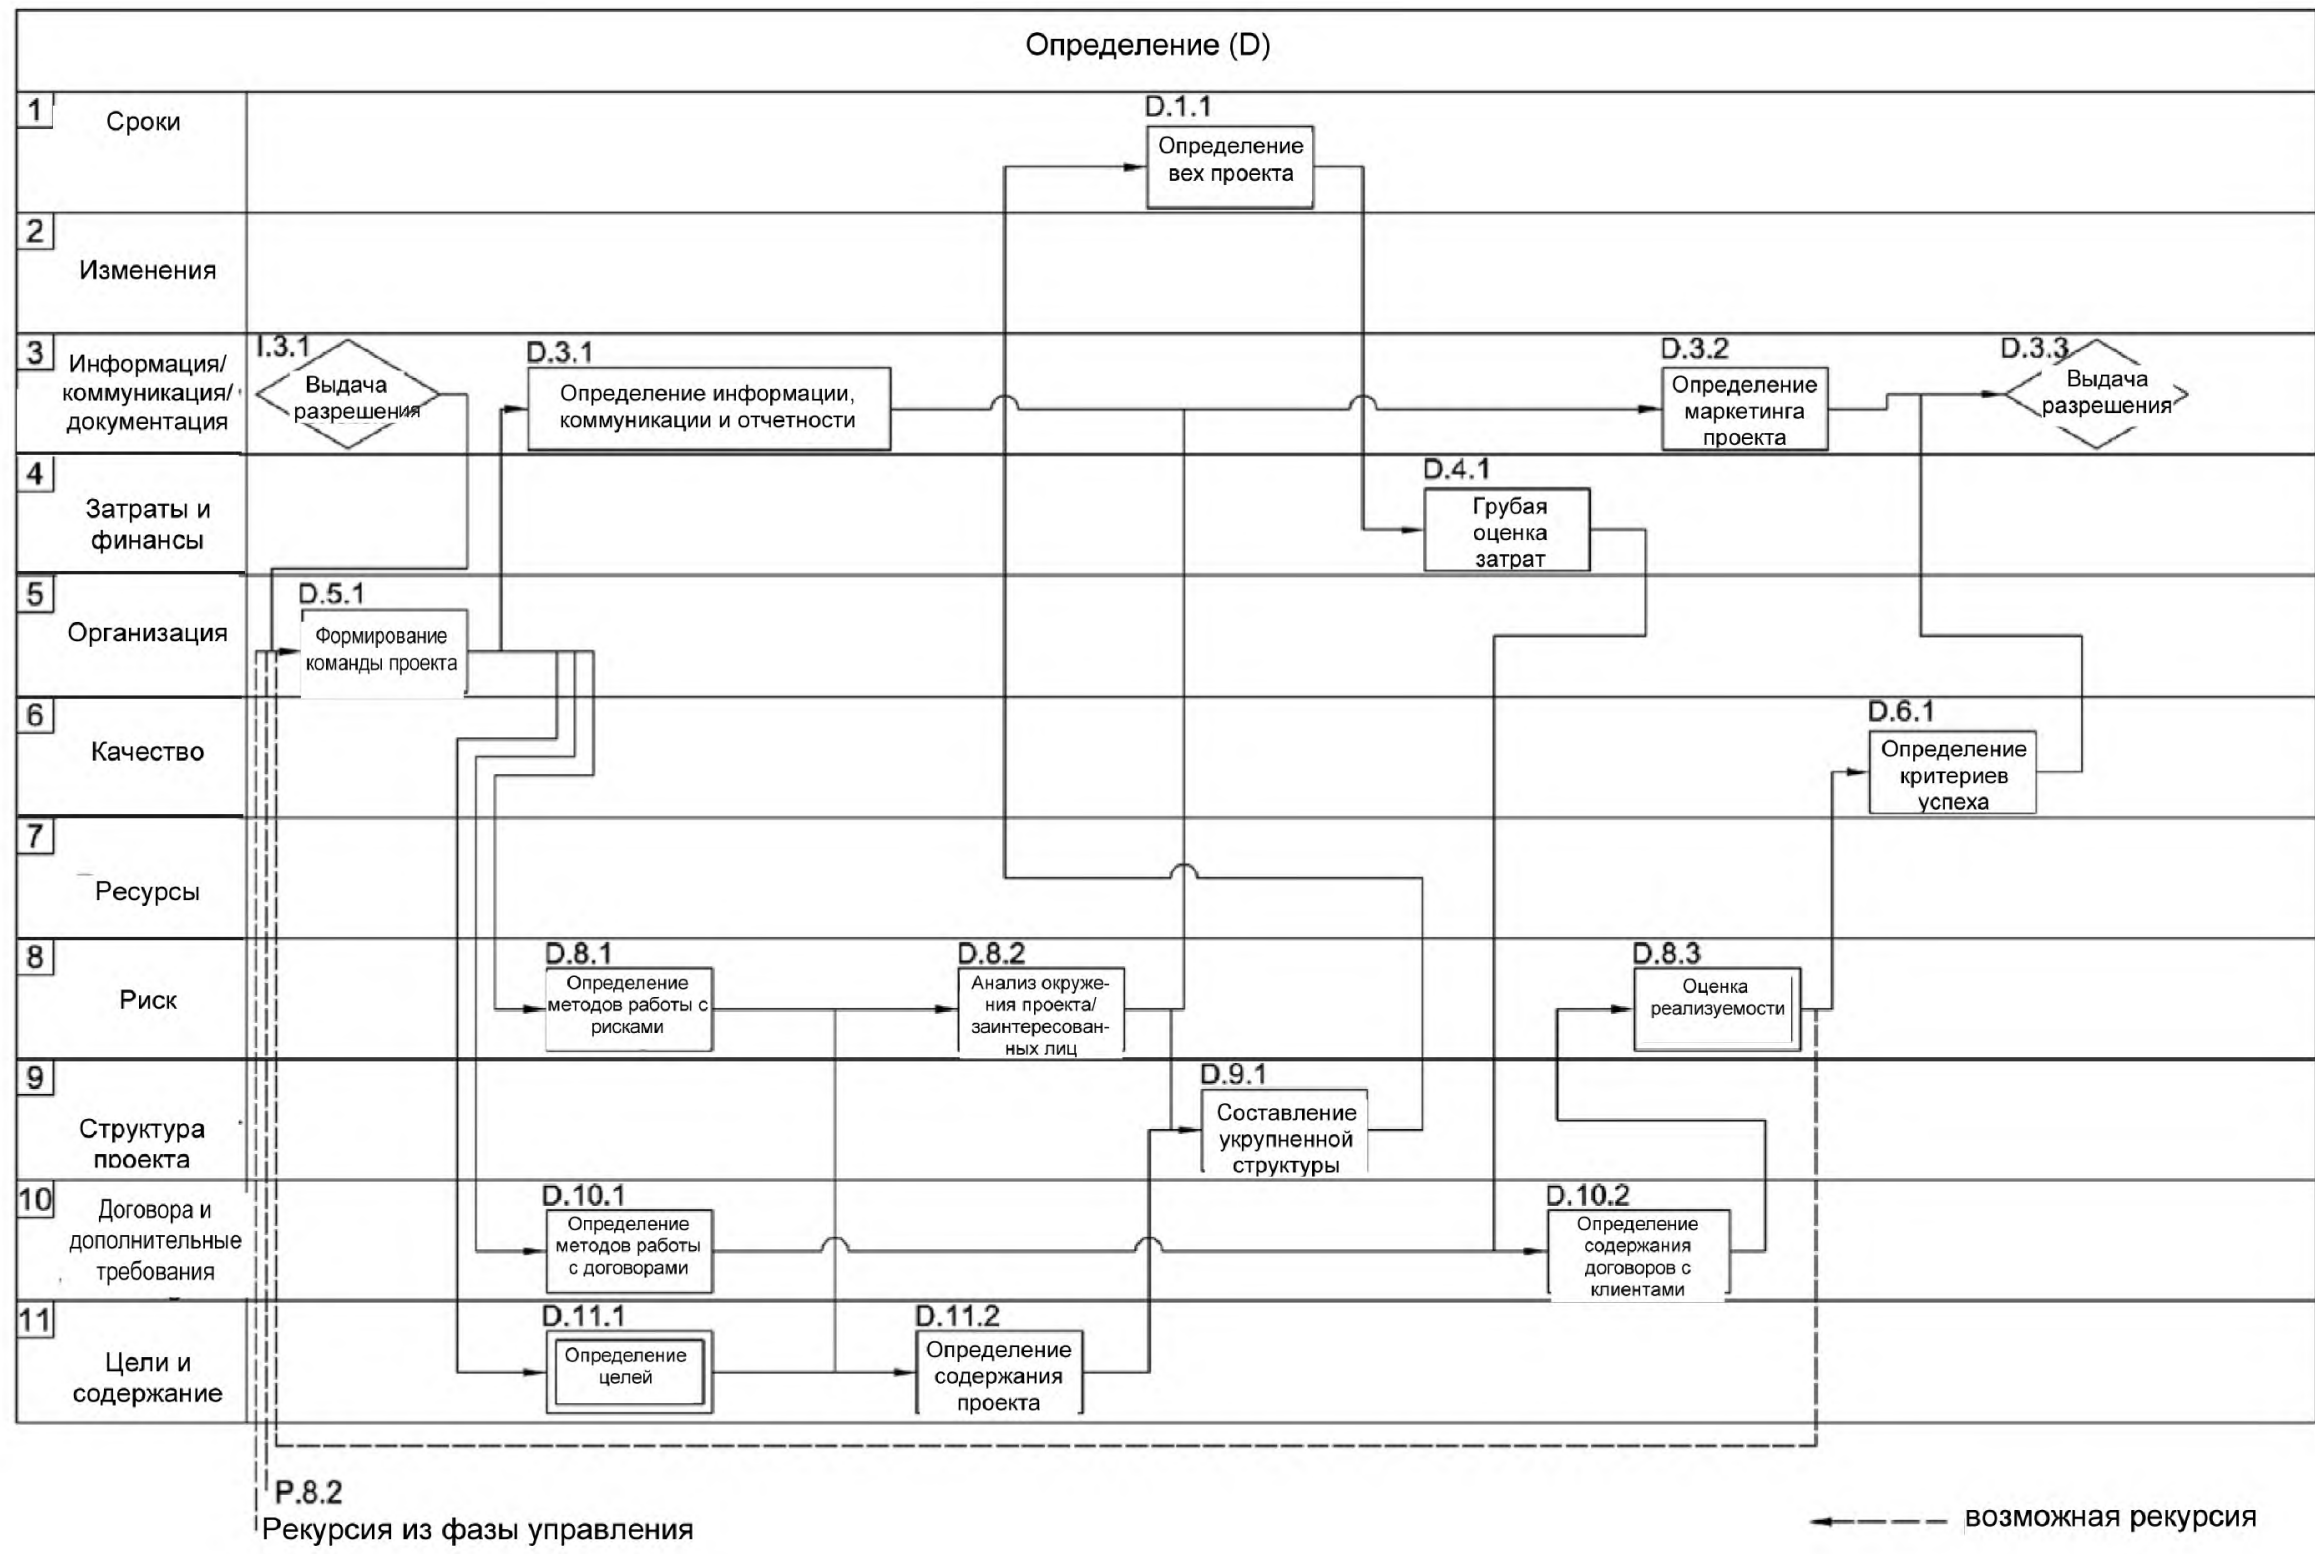 Определение (D)
1
Сроки
D.1.1
Определение
вех проекта
2
Изменения
3
Информация/
коммуникация/
документация
I.3.1
Выдача
разрешения
D.3.1
Определение информации,
коммуникации и отчетности
D.3.2
Определение
маркетинга
проекта
D.3.3
Выдача
разрешения
4
Затраты и
финансы
D.4.1
Грубая
оценка
затрат
5
Организация
D.5.1
Формирование
команды проекта
6
Качество
D.6.1
Определение
критериев
успеха
7
Ресурсы
8
Риск
D.8.1
Определение
методов работы с
рисками
D.8.2
Анализ окруже-
ния проекта/
заинтересован-
ных лиц
D.8.3
Оценка
реализуемости
9
Структура
проекта
D.9.1
Составление
укрупненной
структуры
10
Договора и
дополнительные
требования
D.10.1
Определение
методов работы
с договорами
D.10.2
Определение
содержания
договоров с
клиентами
11
Цели и
содержание
D.11.1
Определение
целей
D.11.2
Определение
содержания
проекта
P.8.2
Рекурсия из фазы управления
возможная рекурсия